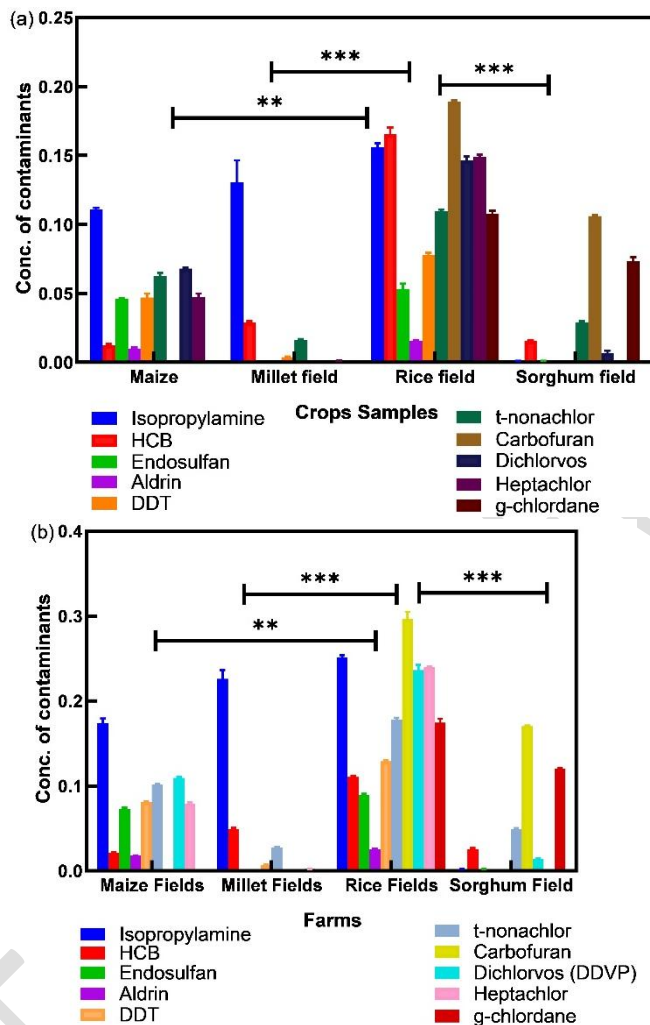 (a)
0.25
0.20
0.15
0.10
0.05
0.00
Conc. of contaminants
***
**
***
Maize
Millet field
Rice field
Sorghum field
Crops Samples
Isopropylamine
HCB
Endosulfan
Aldrin
DDT
t-nonachlor
Carbofuran
Dichlorvos
Heptachlor
g-chlordane
(b)
0.4
0.3
0.2
0.1
0.0
Conc. of contaminants
***
**
***
Maize Fields
Millet Fields
Rice Fields
Sorghum Field
Farms
Isopropylamine
HCB
Endosulfan
Aldrin
DDT
t-nonachlor
Carbofuran
Dichlorvos (DDVP)
Heptachlor
g-chlordane